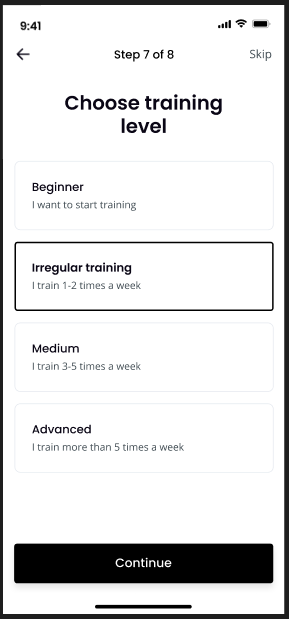 9:41
Step 7 of 8
Skip
Choose training
level
Beginner
I want to start training
Irregular training
I train 1-2 times a week
Medium
I train 3-5 times a week
Advanced
I train more than 5 times a week
Continue